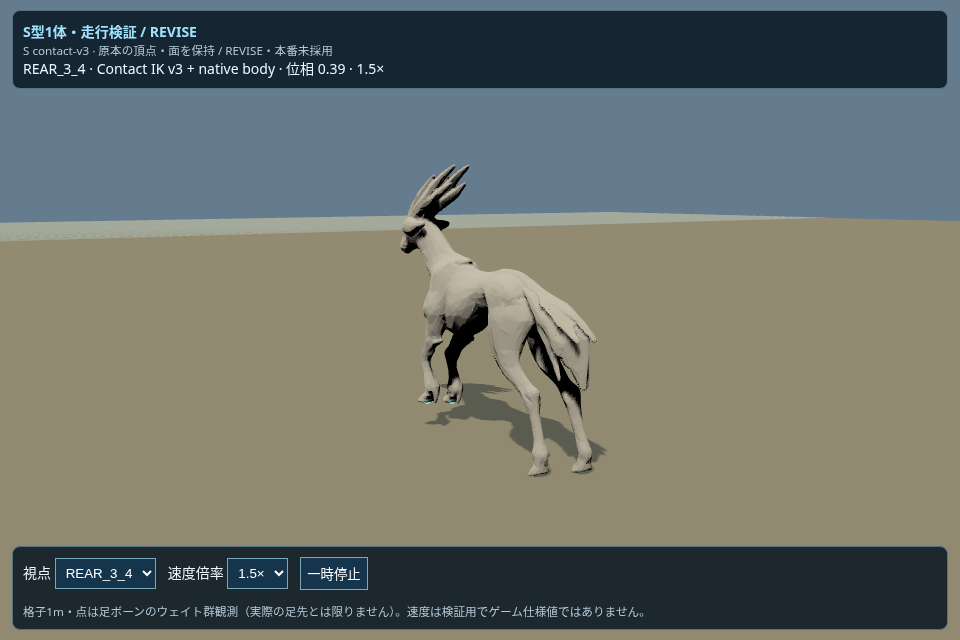 S型1体・走行検証 / REVISE
S contact-v3 · 原本の頂点・面を保持 / REVISE・本番未採用
REAR_3_4 · Contact IK v3 + native body · 位相 0.39 · 1.5×
視点 REAR_3_4 速度倍率 1.5× 一時停止
格子1m・点は足ボーンのウェイト群観測（実際の足先とは限りません）。速度は検証用でゲーム仕様値ではありません。